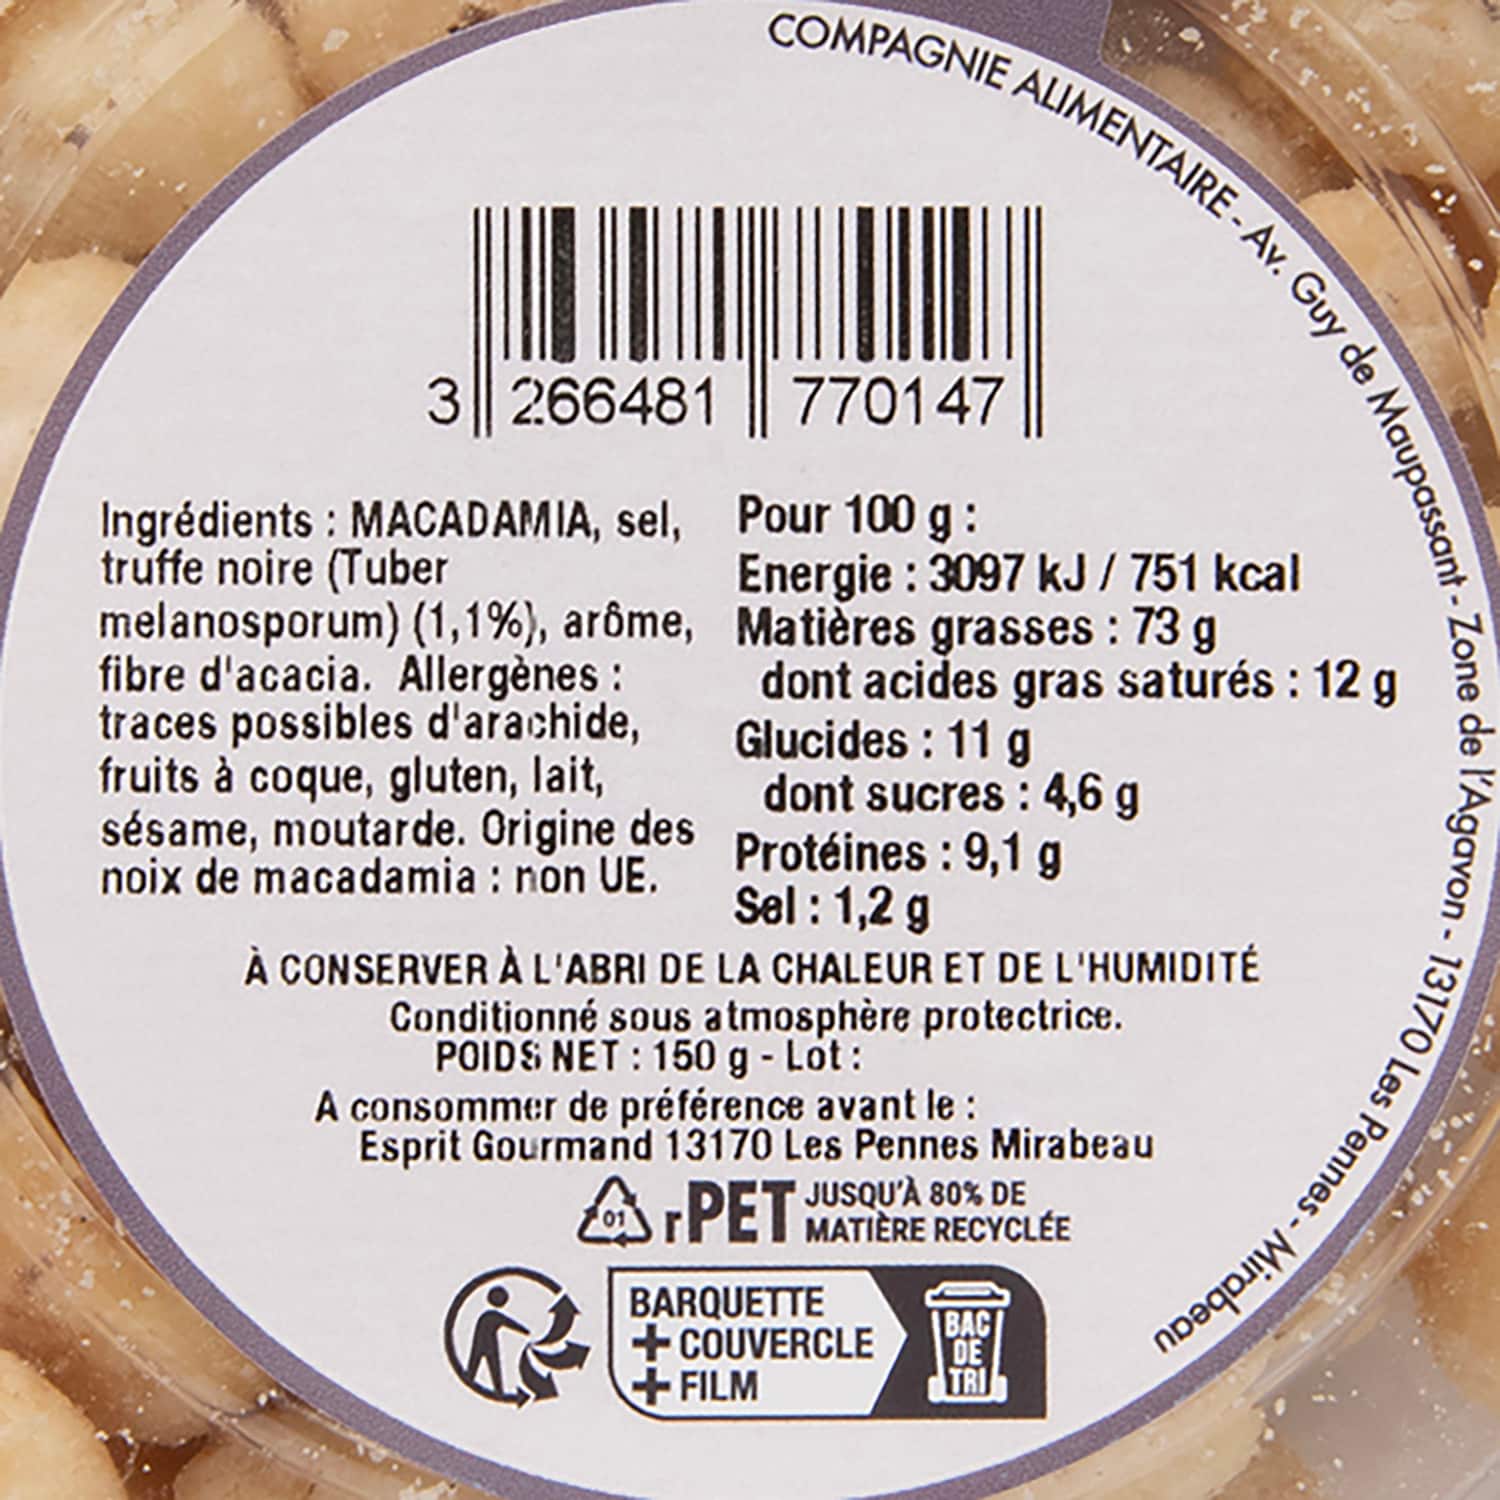 COMPAGNIE ALIMENTAIRE - Av. Guy de Maupassant - Zone de l'Agavon - 13170 Les Pennes - Mirabeau
3 266481 770147
Ingrédients : MACADAMIA, sel,
truffe noire (Tuber
melanosporum) (1,1%), arôme,
fibre d'acacia. Allergènes :
traces possibles d'arachide,
fruits à coque, gluten, lait,
sésame, moutarde. Origine des
noix de macadamia : non UE.
Pour 100 g :
Energie : 3097 kJ / 751 kcal
Matières grasses : 73 g
dont acides gras saturés : 12 g
Glucides : 11 g
dont sucres : 4,6 g
Protéines : 9,1 g
Sel : 1,2 g
À CONSERVER À L'ABRI DE LA CHALEUR ET DE L'HUMIDITÉ
Conditionné sous atmosphère protectrice.
POIDS NET : 150 g - Lot :
A consommer de préférence avant le :
Esprit Gourmand 13170 Les Pennes Mirabeau
01 rPET JUSQU'À 80% DE
MATIÈRE RECYCLÉE
BARQUETTE
+ COUVERCLE
+ FILM
BAC
DE
TRI